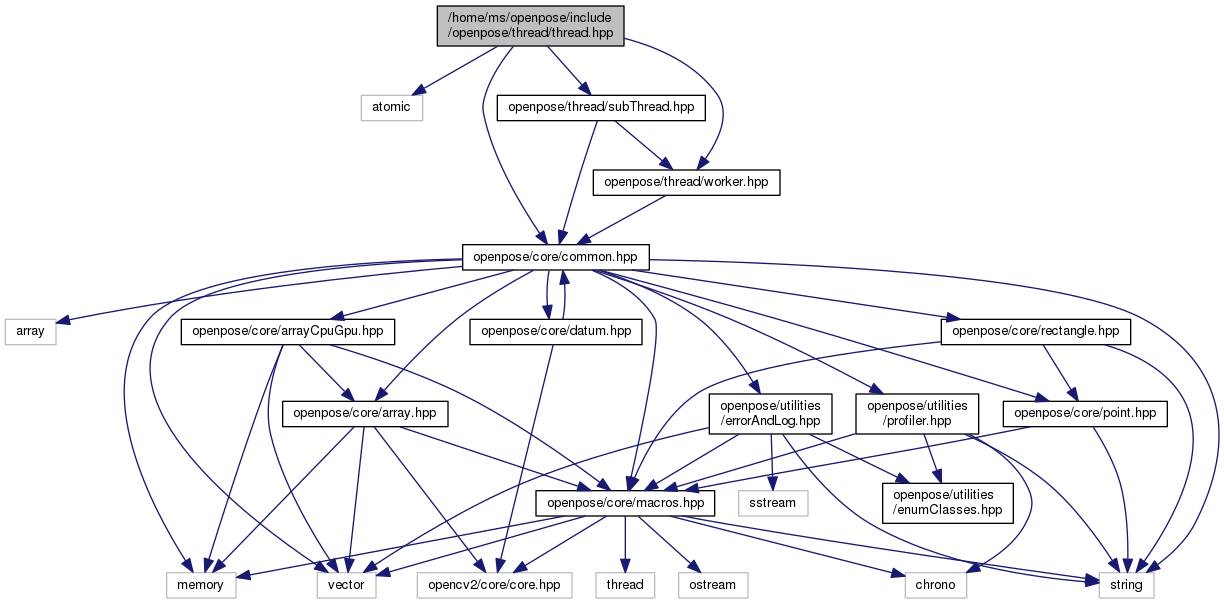 /home/ms/openpose/include
/openpose/thread/thread.hpp
atomic
openpose/thread/subThread.hpp
openpose/thread/worker.hpp
openpose/core/common.hpp
array
openpose/core/arrayCpuGpu.hpp
openpose/core/datum.hpp
openpose/core/rectangle.hpp
openpose/core/array.hpp
openpose/utilities
/errorAndLog.hpp
openpose/utilities
/profiler.hpp
openpose/core/point.hpp
openpose/core/macros.hpp
sstream
openpose/utilities
/enumClasses.hpp
memory
vector
opencv2/core/core.hpp
thread
ostream
chrono
string